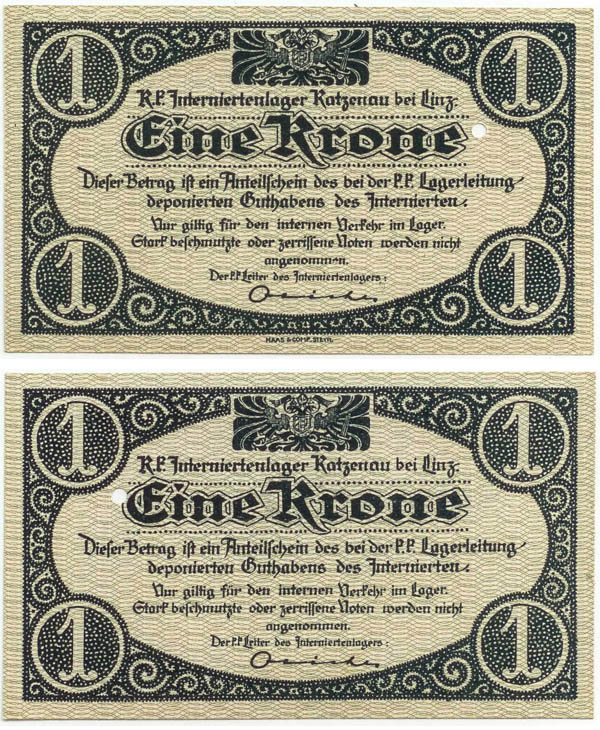 1 1
K.K. Interniertenlager Katzenau bei Linz.
Eine Krone
Dieser Betrag ist ein Anteilschein des bei der k.k. Lagerleitung
deponierten Guthabens des Internierten.
Nur giltig für den internen Verkehr im Lager.
Stark beschmutzte oder zerrissene Noten werden nicht
angenommen.
Der k.k. Leiter des Interniertenlagers:
1 1
HAAS & COMP. STEYR.
1 1
K.K. Interniertenlager Katzenau bei Linz.
Eine Krone
Dieser Betrag ist ein Anteilschein des bei der k.k. Lagerleitung
deponierten Guthabens des Internierten.
Nur giltig für den internen Verkehr im Lager.
Stark beschmutzte oder zerrissene Noten werden nicht
angenommen.
Der k.k. Leiter des Interniertenlagers:
1 1